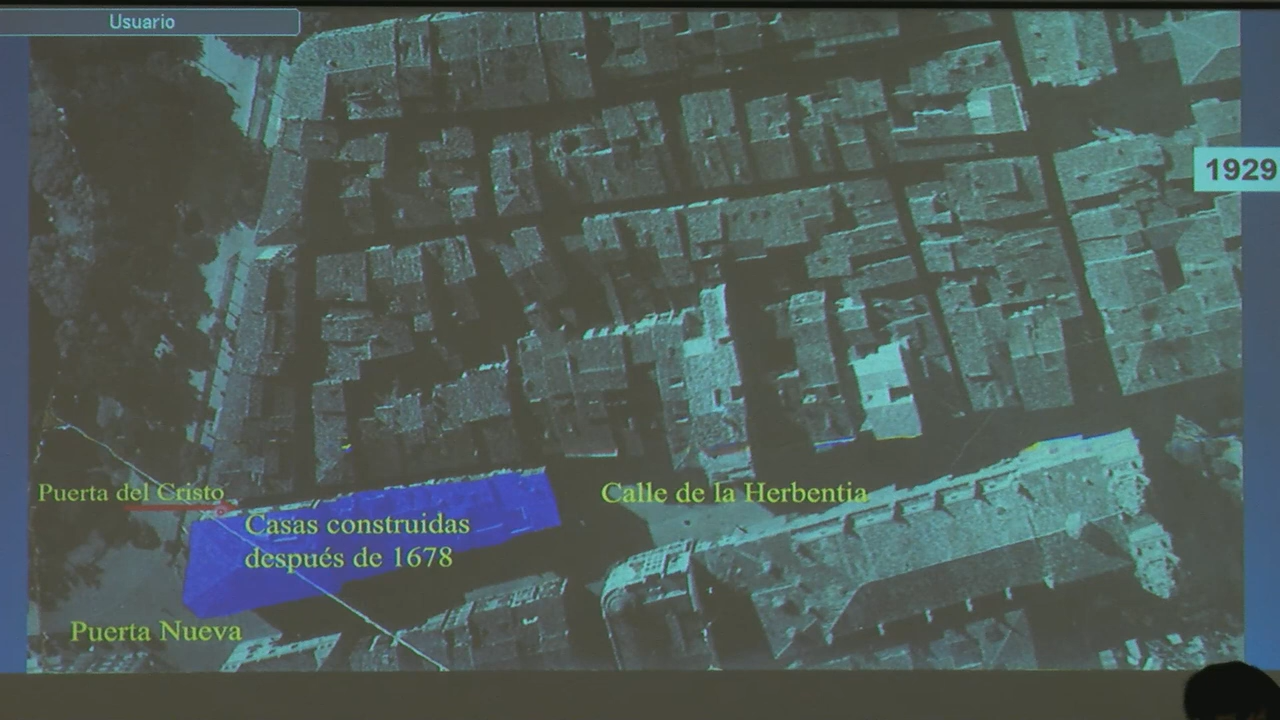 Usuario
1929
Puerta del Cristo
Calle de la Herbentia
Casas construidas
después de 1678
Puerta Nueva